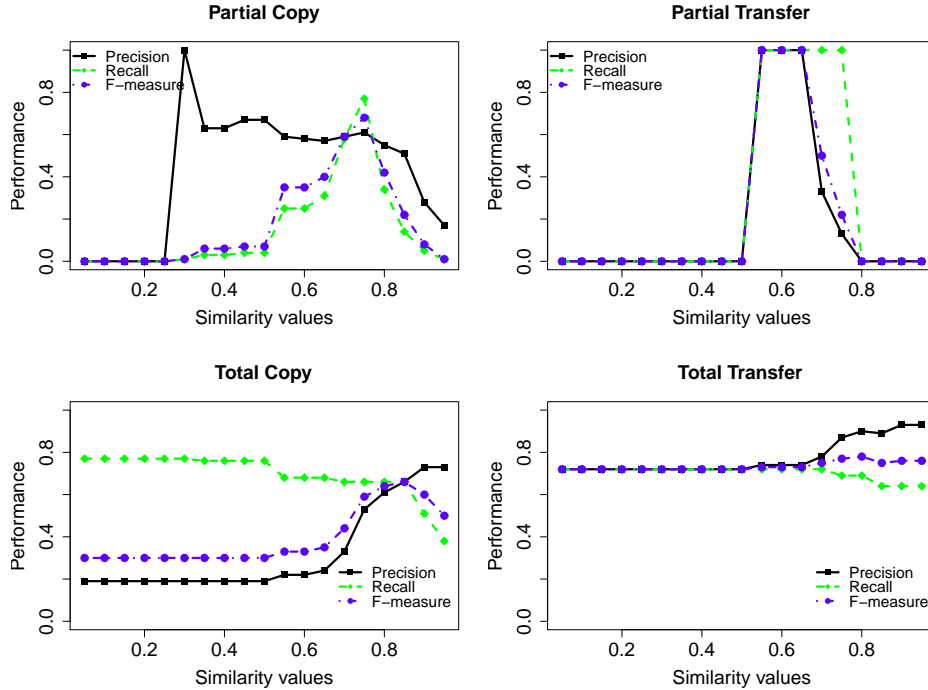 Partial Copy
Performance
0.0 0.4 0.8
Precision
Recall
F−measure
0.2 0.4 0.6 0.8
Similarity values
Partial Transfer
Performance
0.0 0.4 0.8
Precision
Recall
F−measure
0.2 0.4 0.6 0.8
Similarity values
Total Copy
Performance
0.0 0.4 0.8
Precision
Recall
F−measure
0.2 0.4 0.6 0.8
Similarity values
Total Transfer
Performance
0.0 0.4 0.8
Precision
Recall
F−measure
0.2 0.4 0.6 0.8
Similarity values